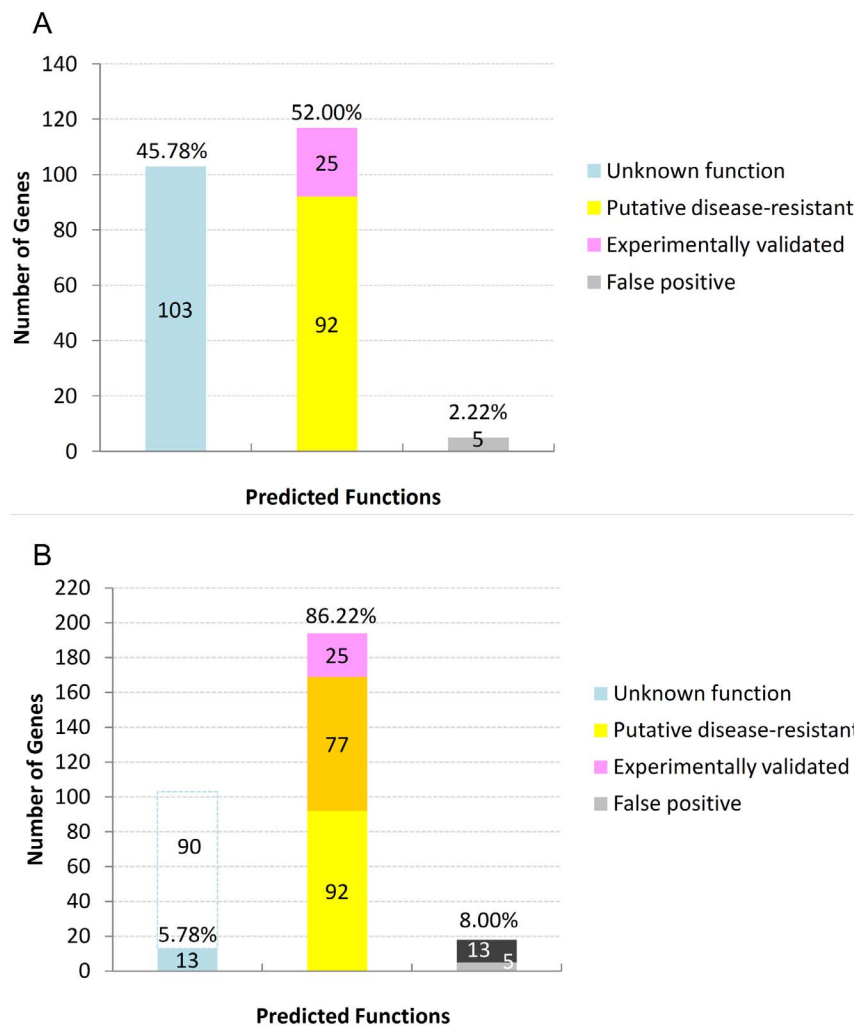 A
140
120
100
80
60
40
20
0
Number of Genes
45.78%
103
52.00%
25
92
2.22%
5
Predicted Functions
Unknown function
Putative disease-resistant
Experimentally validated
False positive
B
220
200
180
160
140
120
100
80
60
40
20
0
Number of Genes
90
5.78%
13
86.22%
25
77
92
8.00%
13
5
Predicted Functions
Unknown function
Putative disease-resistant
Experimentally validated
False positive